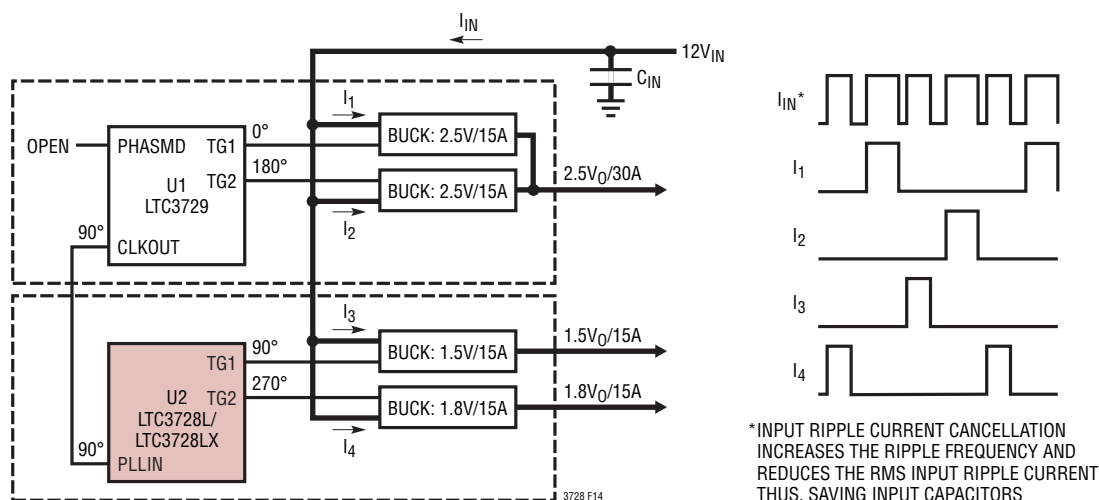 I_IN
12V_IN
C_IN
I_1
OPEN
PHASMD
TG1
0°
BUCK: 2.5V/15A
U1
LTC3729
TG2
180°
BUCK: 2.5V/15A
2.5V_O/30A
I_2
90°
CLKOUT
I_3
TG1
90°
BUCK: 1.5V/15A
1.5V_O/15A
U2
LTC3728L/
LTC3728LX
TG2
270°
BUCK: 1.8V/15A
1.8V_O/15A
I_4
90°
PLLIN
3728 F14
I_IN*
I_1
I_2
I_3
I_4
*INPUT RIPPLE CURRENT CANCELLATION
INCREASES THE RIPPLE FREQUENCY AND
REDUCES THE RMS INPUT RIPPLE CURRENT
THUS, SAVING INPUT CAPACITORS